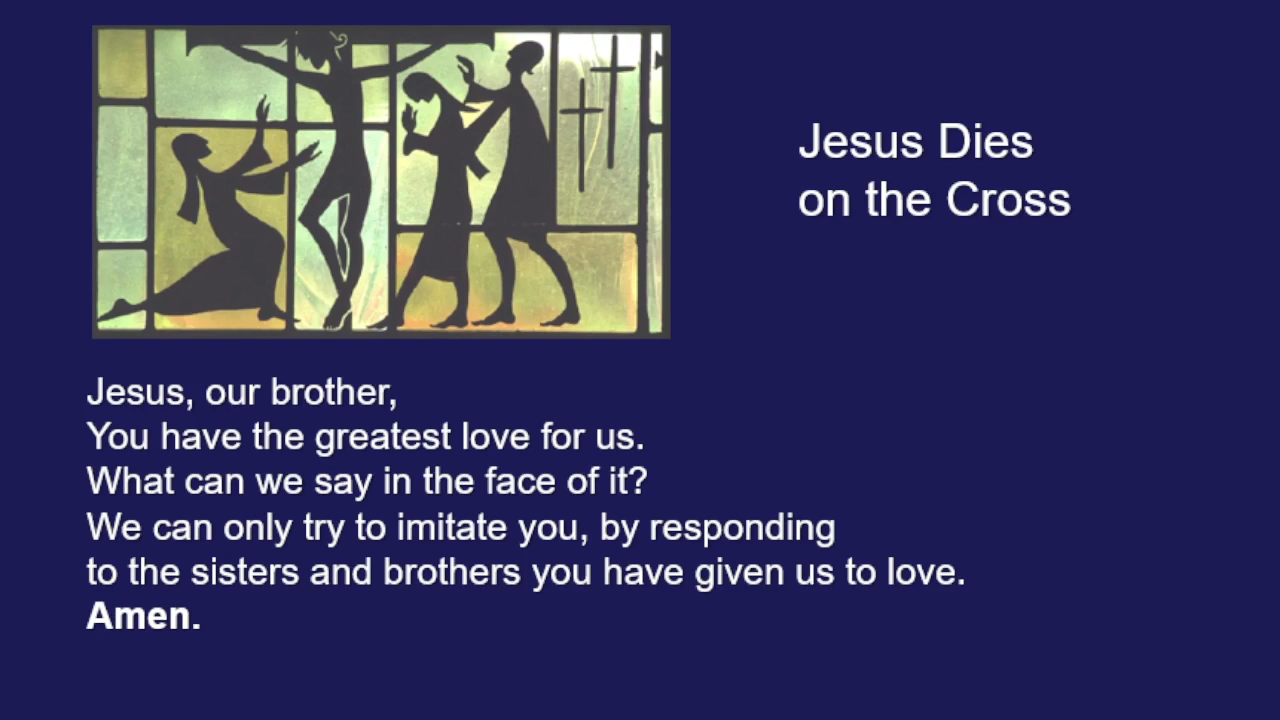 Jesus Dies
on the Cross
Jesus, our brother,
You have the greatest love for us.
What can we say in the face of it?
We can only try to imitate you, by responding
to the sisters and brothers you have given us to love.
Amen.